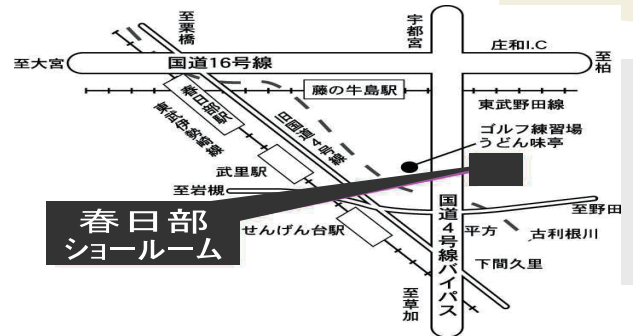 至栗橋
宇都宮
庄和I.C
至大宮
国道16号線
至柏
春日部駅
藤の牛島駅
東武野田線
東武伊勢崎線
旧国道4号線
ゴルフ練習場
うどん味亭
武里駅
至岩槻
春日部
ショールーム
せんげん台駅
国道4号線バイパス
至野田
平方
古利根川
下間久里
至草加